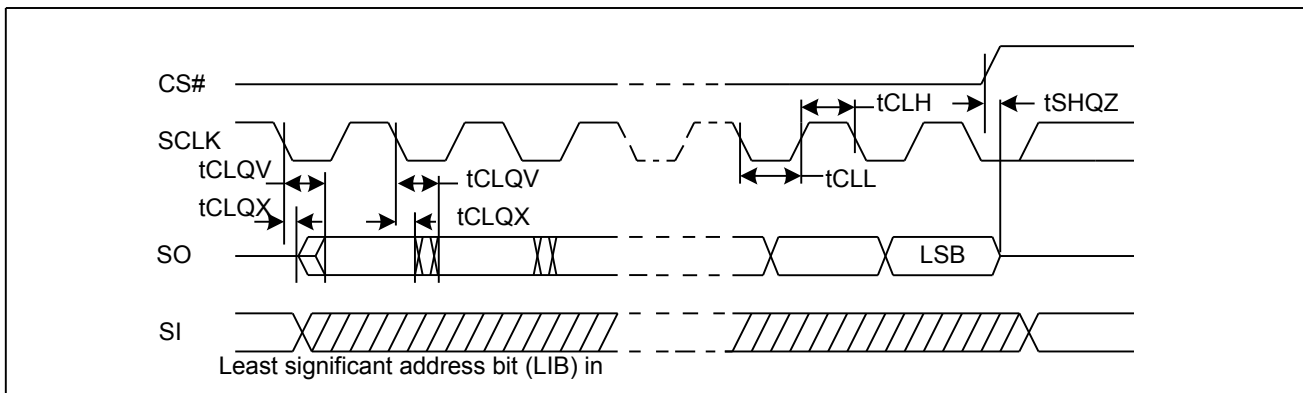 CS#
tCLH
tSHQZ
SCLK
tCLQV
tCLQV
tCLL
tCLQX
tCLQX
SO
LSB
SI
Least significant address bit (LIB) in